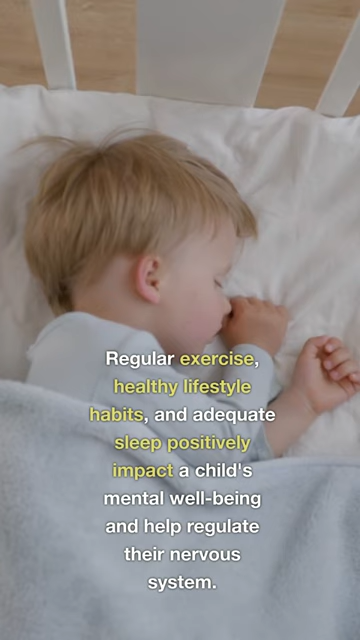 Regular exercise,
healthy lifestyle
habits, and adequate
sleep positively
impact a child's
mental well-being
and help regulate
their nervous
system.